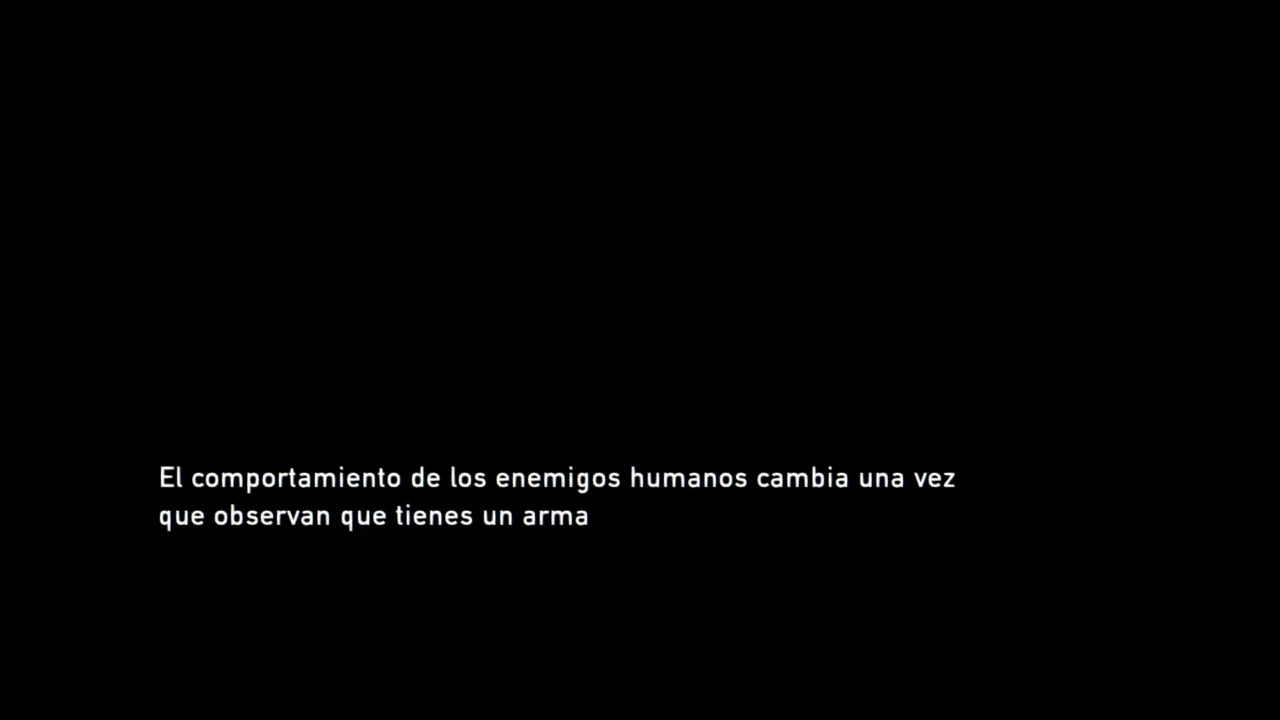 El comportamiento de los enemigos humanos cambia una vez
que observan que tienes un arma